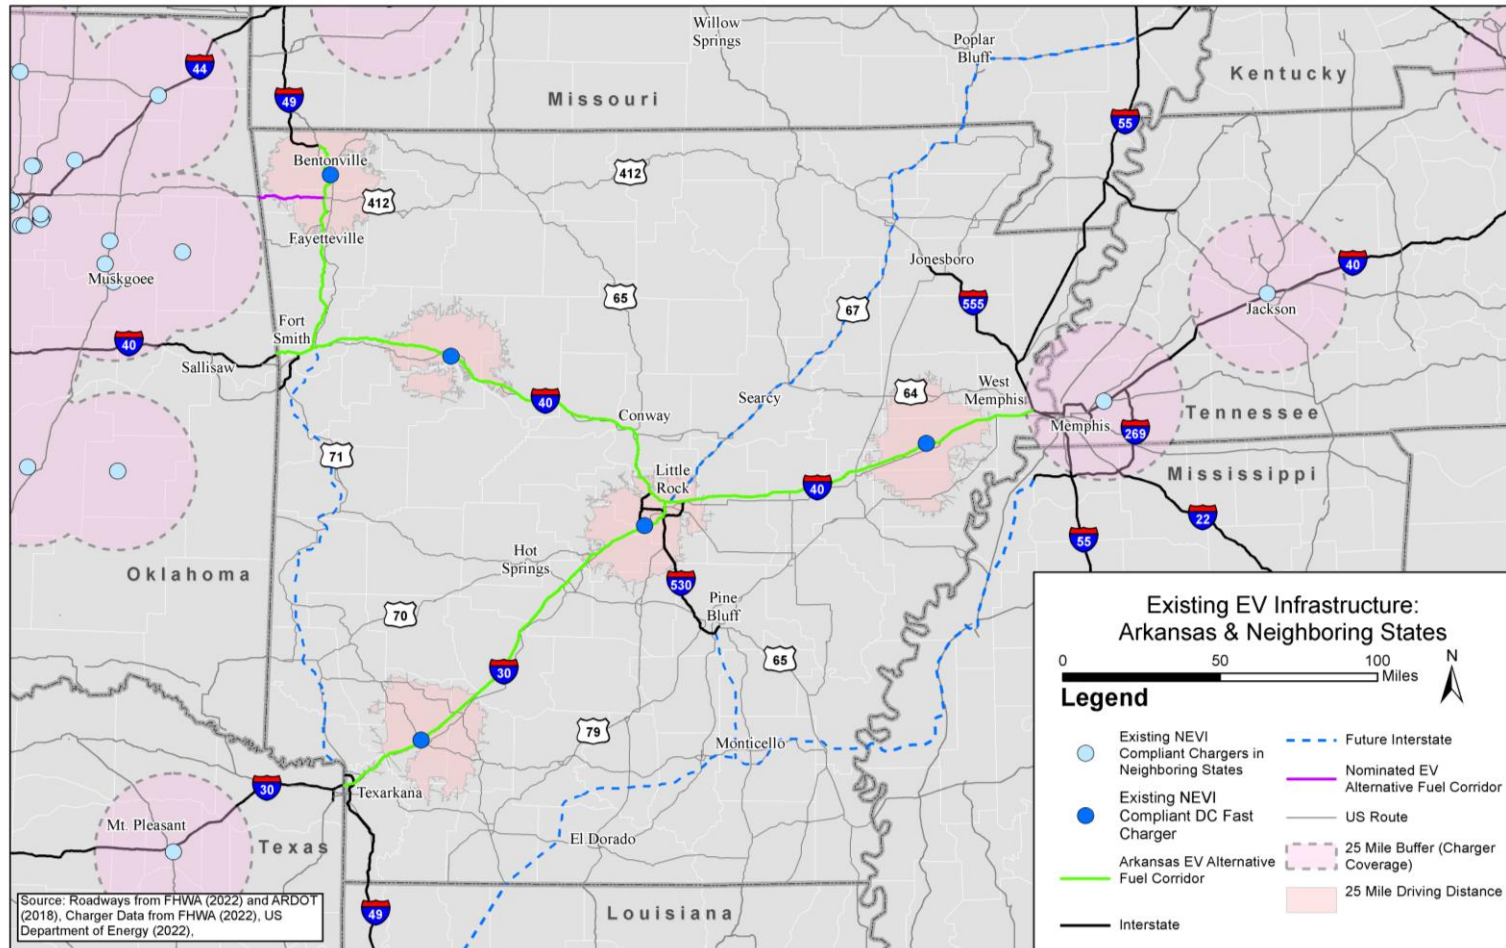 Willow
Springs
Poplar
Bluff
44
Kentucky
49
Missouri
55
Bentonville
412
412
Fayetteville
Muskgoee
Jonesboro
40
65
67
555
Jackson
Fort
Smith
40
Sallisaw
64
West
Memphis
40
Conway
Searcy
Memphis
Tennessee
269
71
Little
Rock
40
Mississippi
22
55
Hot
Springs
530
Oklahoma
70
Pine
Bluff
65
30
79
Monticello
30
Texarkana
Mt. Pleasant
Texas
El Dorado
49
Louisiana
Source: Roadways from FHWA (2022) and ARDOT
(2018), Charger Data from FHWA (2022), US
Department of Energy (2022),
Existing EV Infrastructure:
Arkansas & Neighboring States
0 50 100
Miles
N
Legend
Existing NEVI
Compliant Chargers in
Neighboring States
Existing NEVI
Compliant DC Fast
Charger
Arkansas EV Alternative
Fuel Corridor
Interstate
Future Interstate
Nominated EV
Alternative Fuel Corridor
US Route
25 Mile Buffer (Charger
Coverage)
25 Mile Driving Distance